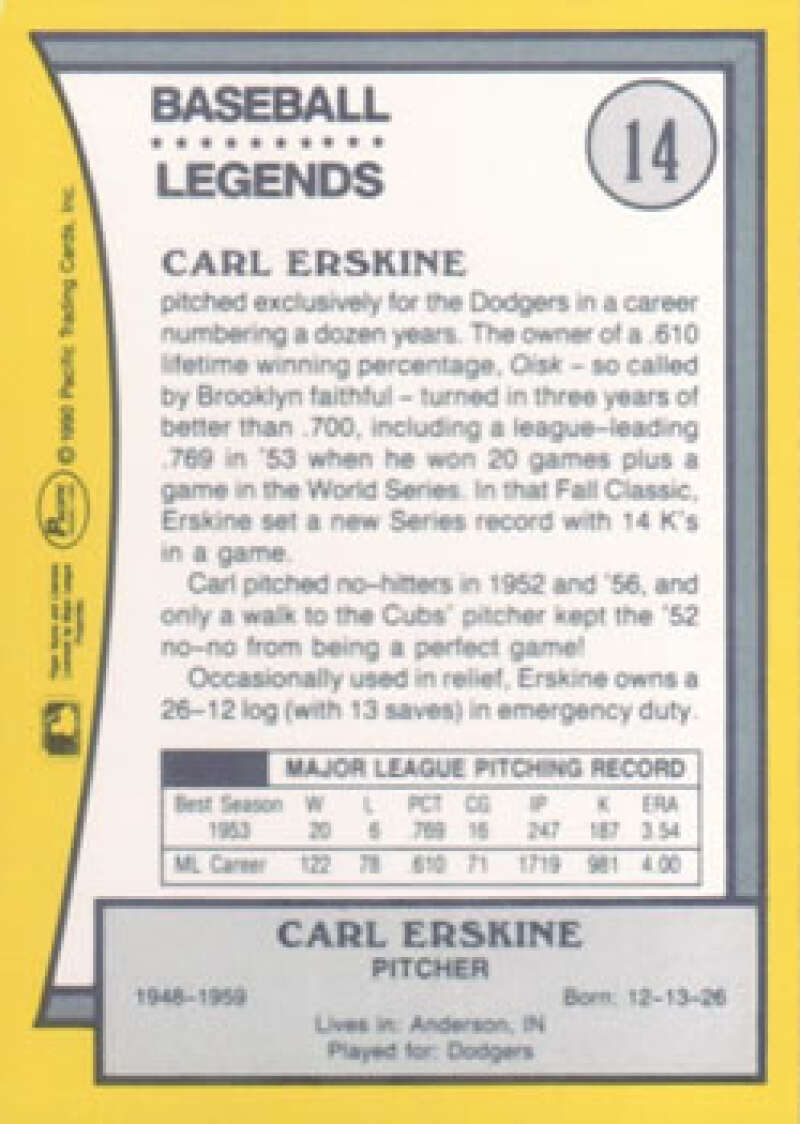 BASEBALL
LEGENDS
14
CARL ERSKINE
pitched exclusively for the Dodgers in a career
numbering a dozen years. The owner of a .610
lifetime winning percentage, Oisk – so called
by Brooklyn faithful – turned in three years of
better than .700, including a league–leading
.769 in '53 when he won 20 games plus a
game in the World Series. In that Fall Classic,
Erskine set a new Series record with 14 K's
in a game.
Carl pitched no–hitters in 1952 and '56, and
only a walk to the Cubs' pitcher kept the '52
no–no from being a perfect game!
Occasionally used in relief, Erskine owns a
26–12 log (with 13 saves) in emergency duty.
MAJOR LEAGUE PITCHING RECORD
Best Season W L PCT CG IP K ERA
1953 20 6 .769 16 247 187 3.54
ML Career 122 78 .610 71 1719 981 4.00
CARL ERSKINE
PITCHER
1948–1959 Born: 12–13–26
Lives in: Anderson, IN
Played for: Dodgers
Pacific © 1990 Pacific Trading Cards, Inc.